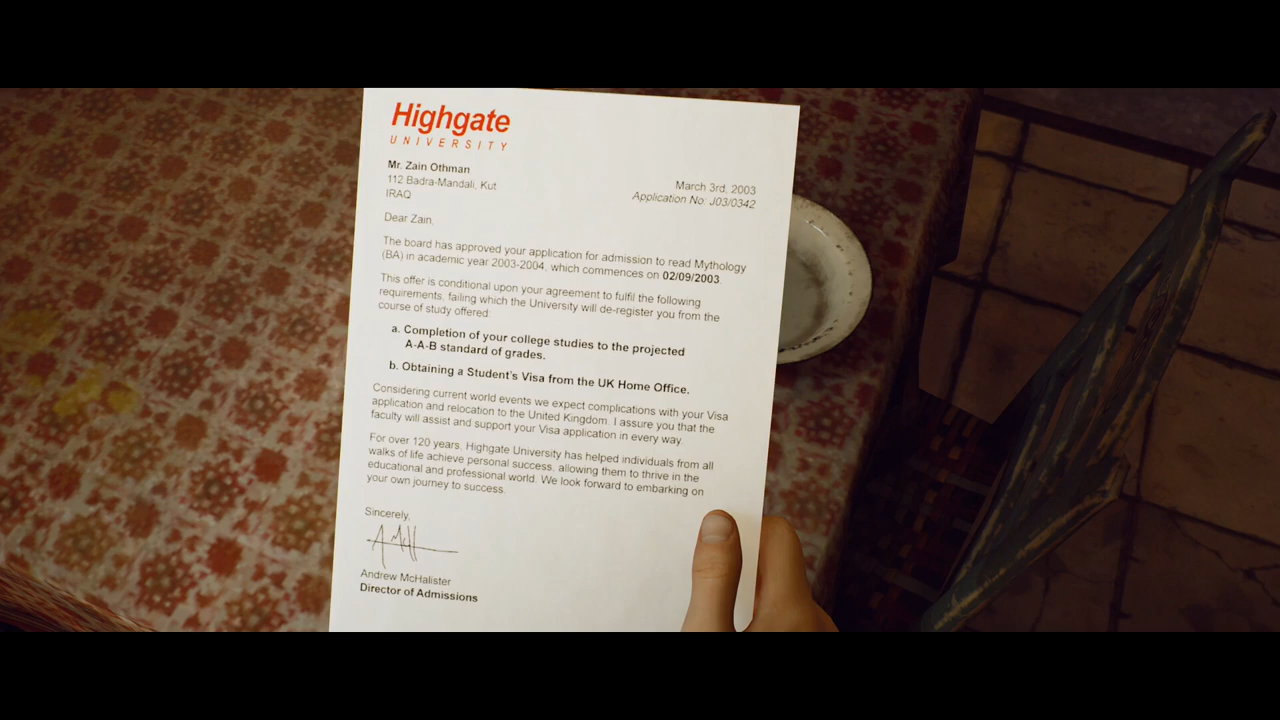 Highgate
UNIVERSITY
Mr. Zain Othman
112 Badra-Mandali, Kut
IRAQ
March 3rd, 2003
Application No: J03/0342
Dear Zain,
The board has approved your application for admission to read Mythology
(BA) in academic year 2003-2004, which commences on 02/09/2003.
This offer is conditional upon your agreement to fulfil the following
requirements, failing which the University will de-register you from the
course of study offered:
a. Completion of your college studies to the projected
A-A-B standard of grades.
b. Obtaining a Student's Visa from the UK Home Office.
Considering current world events we expect complications with your Visa
application and relocation to the United Kingdom. I assure you that the
faculty will assist and support your Visa application in every way.
For over 120 years, Highgate University has helped individuals from all
walks of life achieve personal success, allowing them to thrive in the
educational and professional world. We look forward to embarking on
your own journey to success.
Sincerely,
Andrew McHalister
Director of Admissions